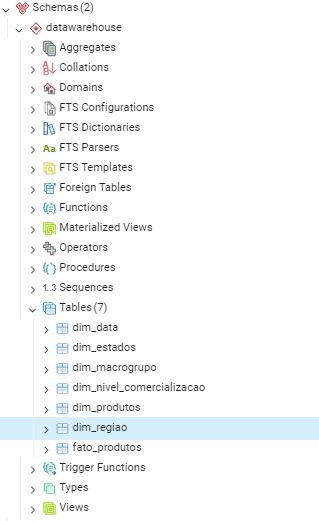 Schemas (2)
datawarehouse
Aggregates
Collations
Domains
FTS Configurations
FTS Dictionaries
Aa FTS Parsers
FTS Templates
Foreign Tables
Functions
Materialized Views
Operators
Procedures
1..3 Sequences
Tables (7)
dim_data
dim_estados
dim_macrogrupo
dim_nivel_comercializacao
dim_produtos
dim_regiao
fato_produtos
Trigger Functions
Types
Views